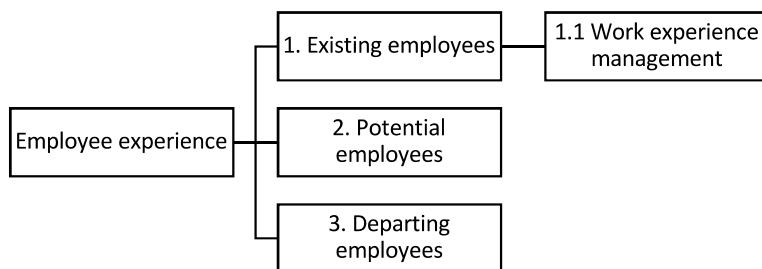 Employee experience
1. Existing employees
1.1 Work experience
management
2. Potential
employees
3. Departing
employees